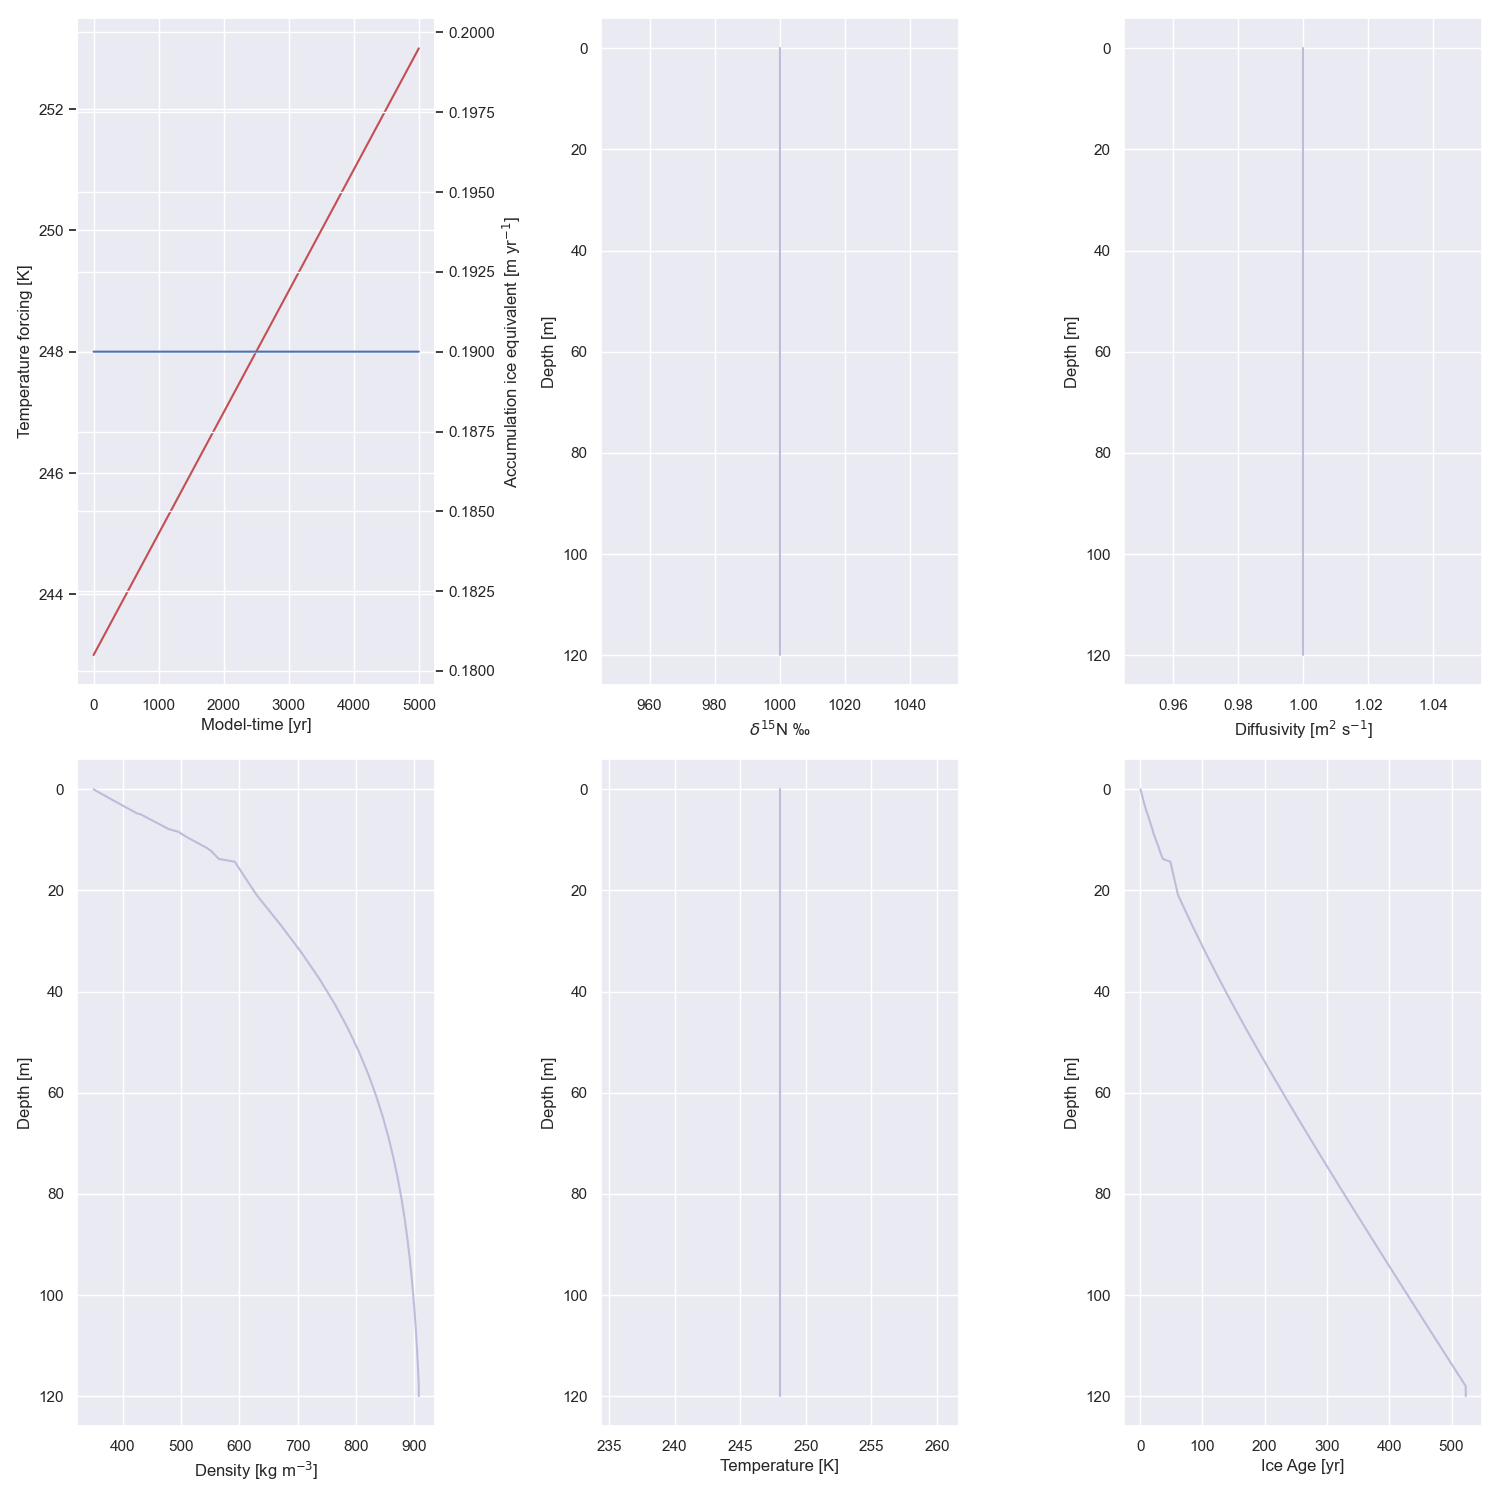 0.2000
252
0.1975
0.1950
250
0.1925
248
0.1900
0.1875
246
0.1850
244
0.1825
0.1800
0 1000 2000 3000 4000 5000
Model-time [yr]
Temperature forcing [K]
Accumulation ice equivalent [m yr⁻¹]
0
20
40
60
80
100
120
Depth [m]
960 980 1000 1020 1040
δ¹⁵N ‰
0
20
40
60
80
100
120
Depth [m]
0.96 0.98 1.00 1.02 1.04
Diffusivity [m² s⁻¹]
0
20
40
60
80
100
120
Depth [m]
400 500 600 700 800 900
Density [kg m⁻³]
0
20
40
60
80
100
120
Depth [m]
235 240 245 250 255 260
Temperature [K]
0
20
40
60
80
100
120
Depth [m]
0 100 200 300 400 500
Ice Age [yr]